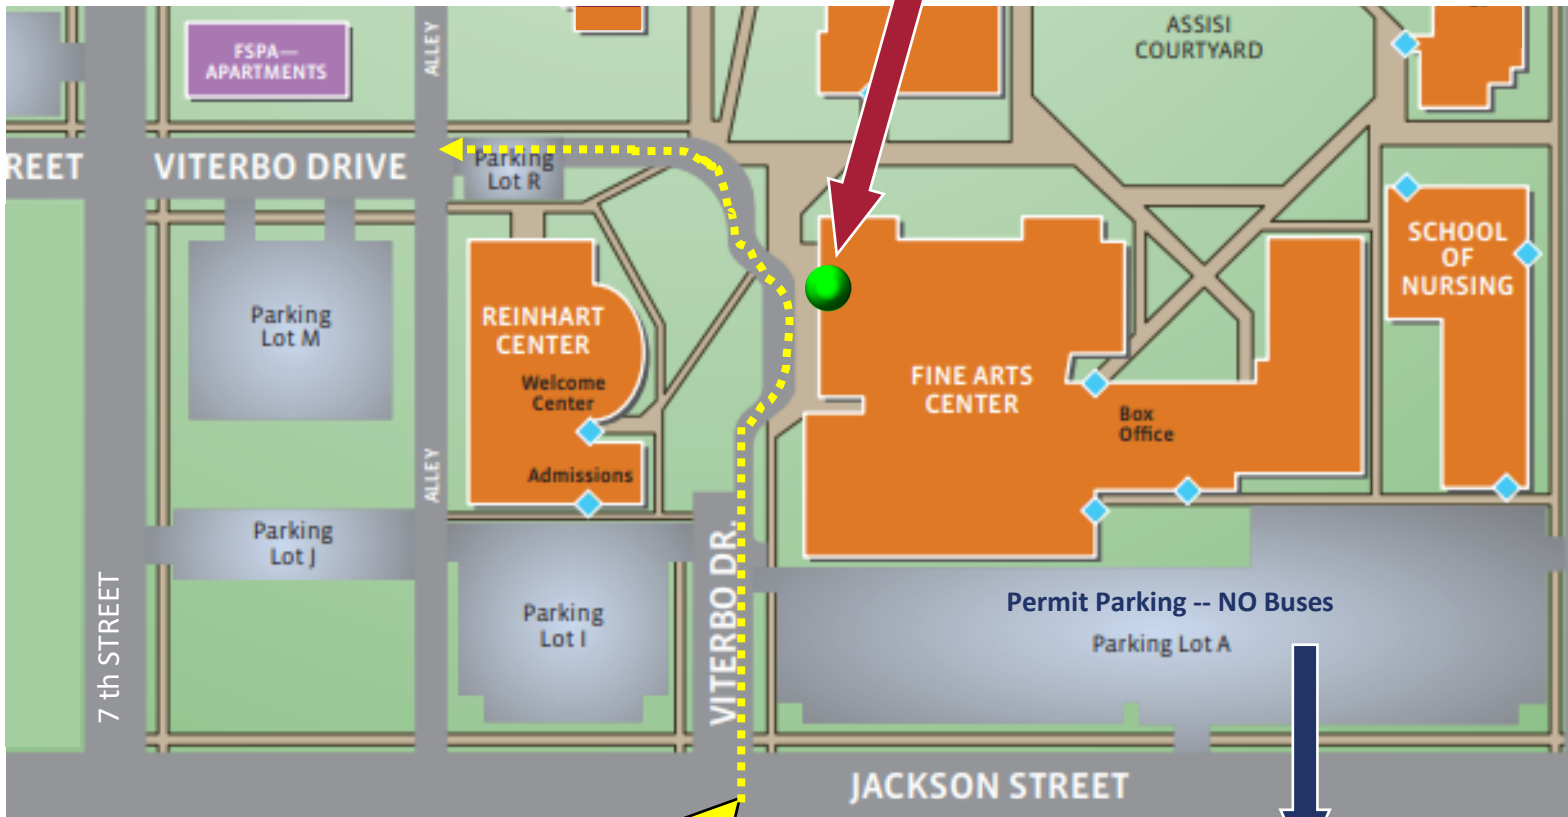 ASSISI
COURTYARD
FSPA—
APARTMENTS
ALLEY
REET
VITERBO DRIVE
Parking
Lot R
SCHOOL
OF
NURSING
Parking
Lot M
REINHART
CENTER
Welcome
Center
Admissions
FINE ARTS
CENTER
Box
Office
ALLEY
Parking
Lot J
Parking
Lot I
VITERBO DR.
7 th STREET
Permit Parking -- NO Buses
Parking Lot A
JACKSON STREET